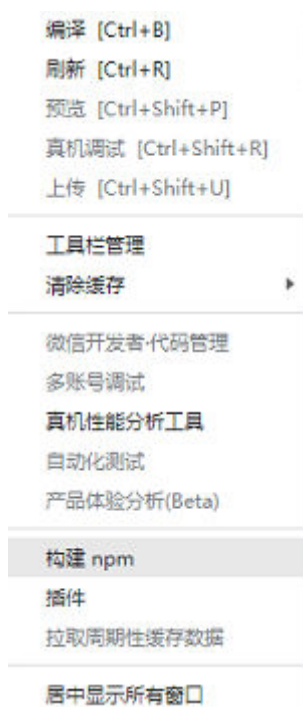 编译 [Ctrl+B]
刷新 [Ctrl+R]
预览 [Ctrl+Shift+P]
真机调试 [Ctrl+Shift+R]
上传 [Ctrl+Shift+U]
工具栏管理
清除缓存
微信开发者·代码管理
多账号调试
真机性能分析工具
自动化测试
产品体验分析(Beta)
构建 npm
插件
拉取周期性缓存数据
居中显示所有窗口